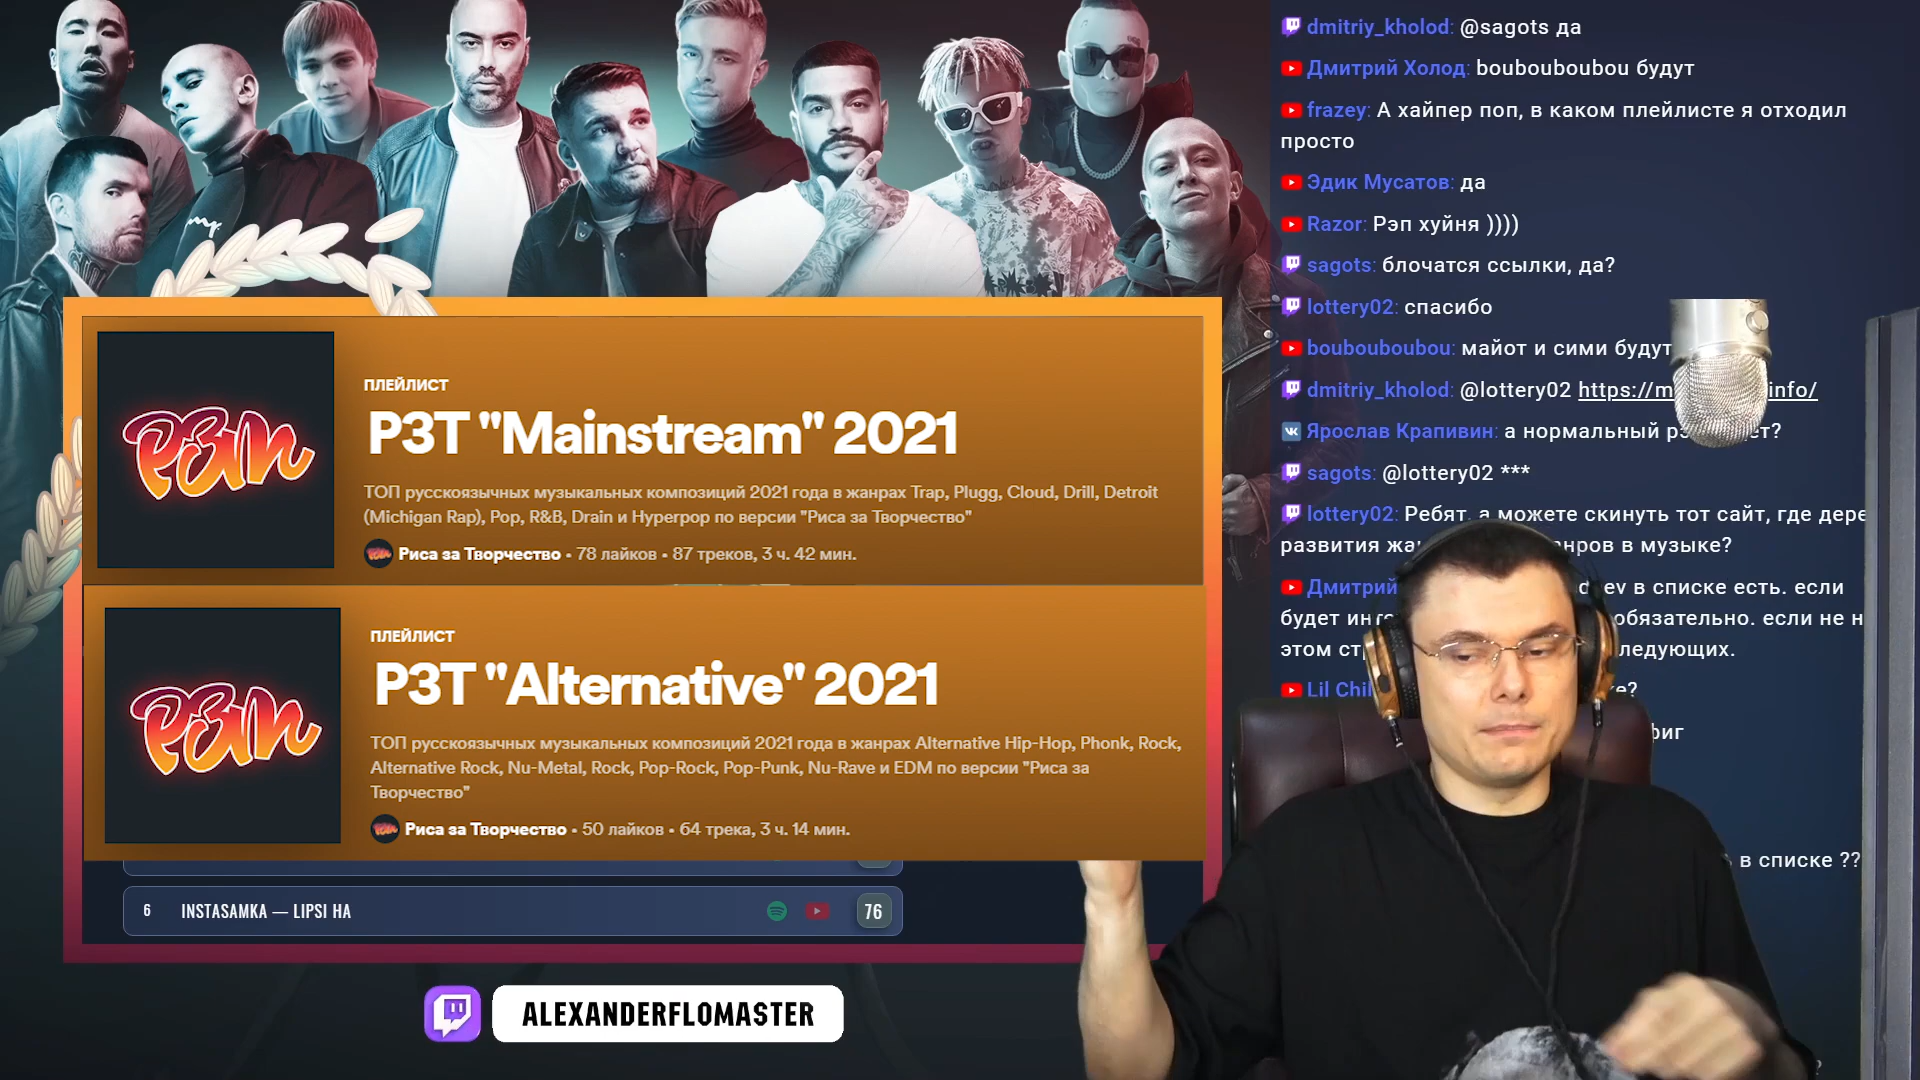 ПЛЕЙЛИСТ
РЗТ "Mainstream" 2021
ТОП русскоязычных музыкальных композиций 2021 года в жанрах Trap, Plugg, Cloud, Drill, Detroit
(Michigan Rap), Pop, R&B, Drain и Hyperpop по версии "Риса за Творчество"
Риса за Творчество • 78 лайков • 87 треков, 3 ч. 42 мин.
ПЛЕЙЛИСТ
РЗТ "Alternative" 2021
ТОП русскоязычных музыкальных композиций 2021 года в жанрах Alternative Hip-Hop, Phonk, Rock,
Alternative Rock, Nu-Metal, Rock, Pop-Rock, Pop-Punk, Nu-Rave и EDM по версии "Риса за
Творчество"
Риса за Творчество • 50 лайков • 64 трека, 3 ч. 14 мин.
6 INSTASAMKA — LIPSI HA 76
ALEXANDERFLOMASTER
dmitriy_kholod: @sagots да
Дмитрий Холод: boubouboubou будут
frazey: А хайпер поп, в каком плейлисте я отходил
просто
Эдик Мусатов: да
Razor: Рэп хуйня ))))
sagots: блочатся ссылки, да?
lottery02: спасибо
boubouboubou: майот и сими будут
dmitriy_kholod: @lottery02 https://m info/
Ярослав Крапивин: а нормальный
sagots: @lottery02 ***
lottery02: Ребят, а можете скинуть тот сайт, где
развития в музыке?
Дмитрий в списке есть. если
будет обязательно. если не
этом
Lil
в списке ??